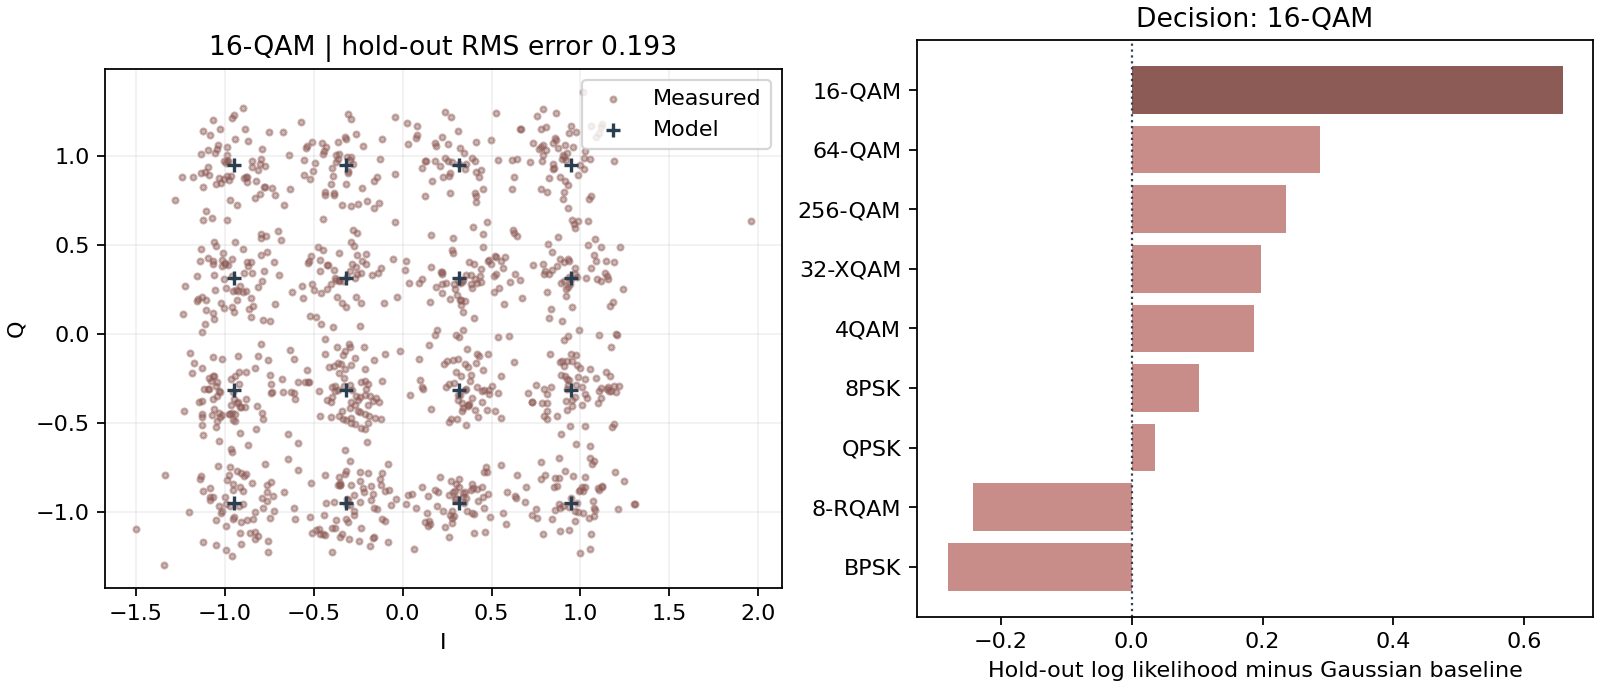 16-QAM | hold-out RMS error 0.193
Measured
Model
1.0
0.5
0.0
−0.5
−1.0
Q
−1.5
−1.0
−0.5
0.0
0.5
1.0
1.5
2.0
I
Decision: 16-QAM
16-QAM
64-QAM
256-QAM
32-XQAM
4QAM
8PSK
QPSK
8-RQAM
BPSK
−0.2
0.0
0.2
0.4
0.6
Hold-out log likelihood minus Gaussian baseline